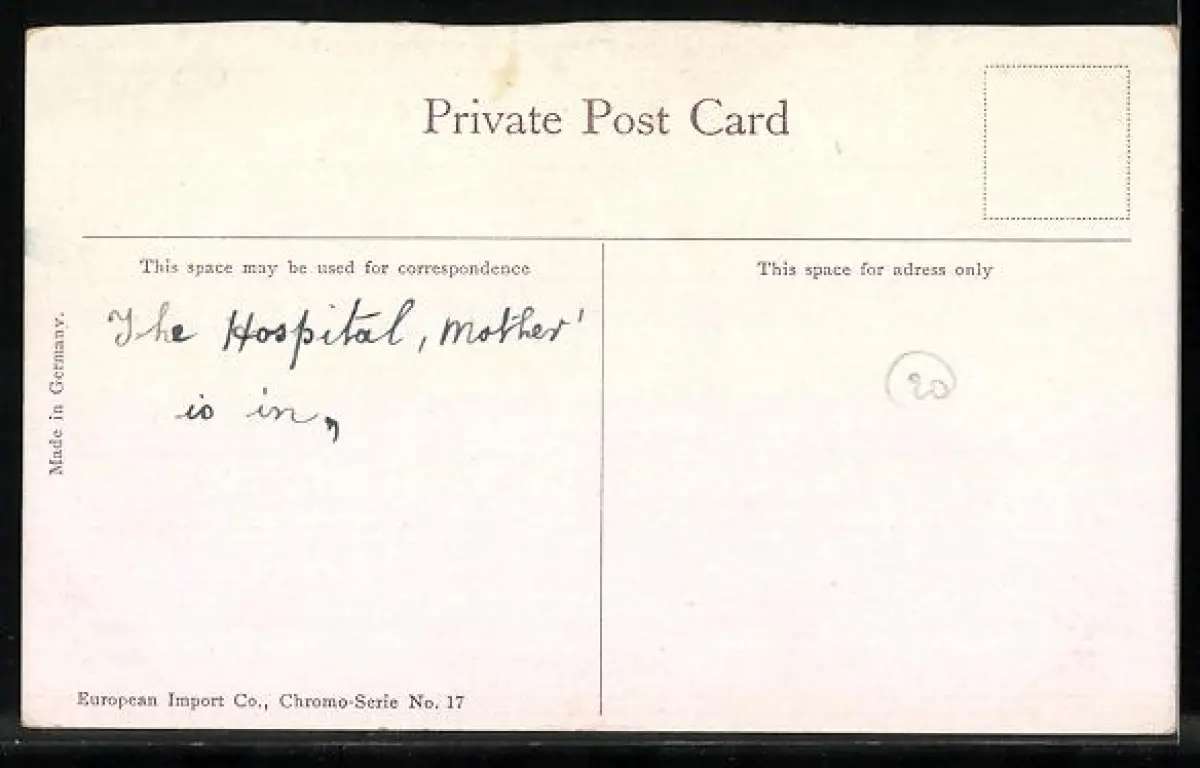 Private Post Card
This space may be used for correspondence
The Hospital, Mother'
is in,
This space for adress only
20
Made in Germany.
European Import Co., Chromo-Serie No. 17